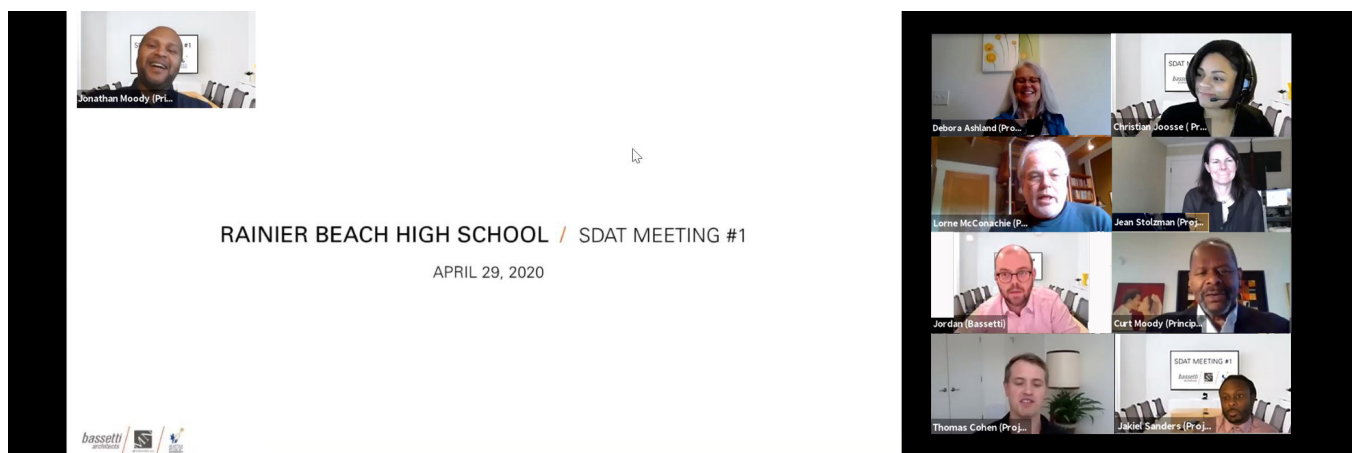 Jonathan Moody (Pri...
RAINIER BEACH HIGH SCHOOL / SDAT MEETING #1
APRIL 29, 2020
bassetti
architects
Debora Ashland (Pro...
SDAT M
Christian Joosse ( Pr...
Lorne McConachie (P...
Jean Stolzman (Proj...
Jordan (Bassetti)
Curt Moody (Princip...
Thomas Cohen (Proj...
SDAT MEETING #1
bassetti
Jakiel Sanders (Proj...